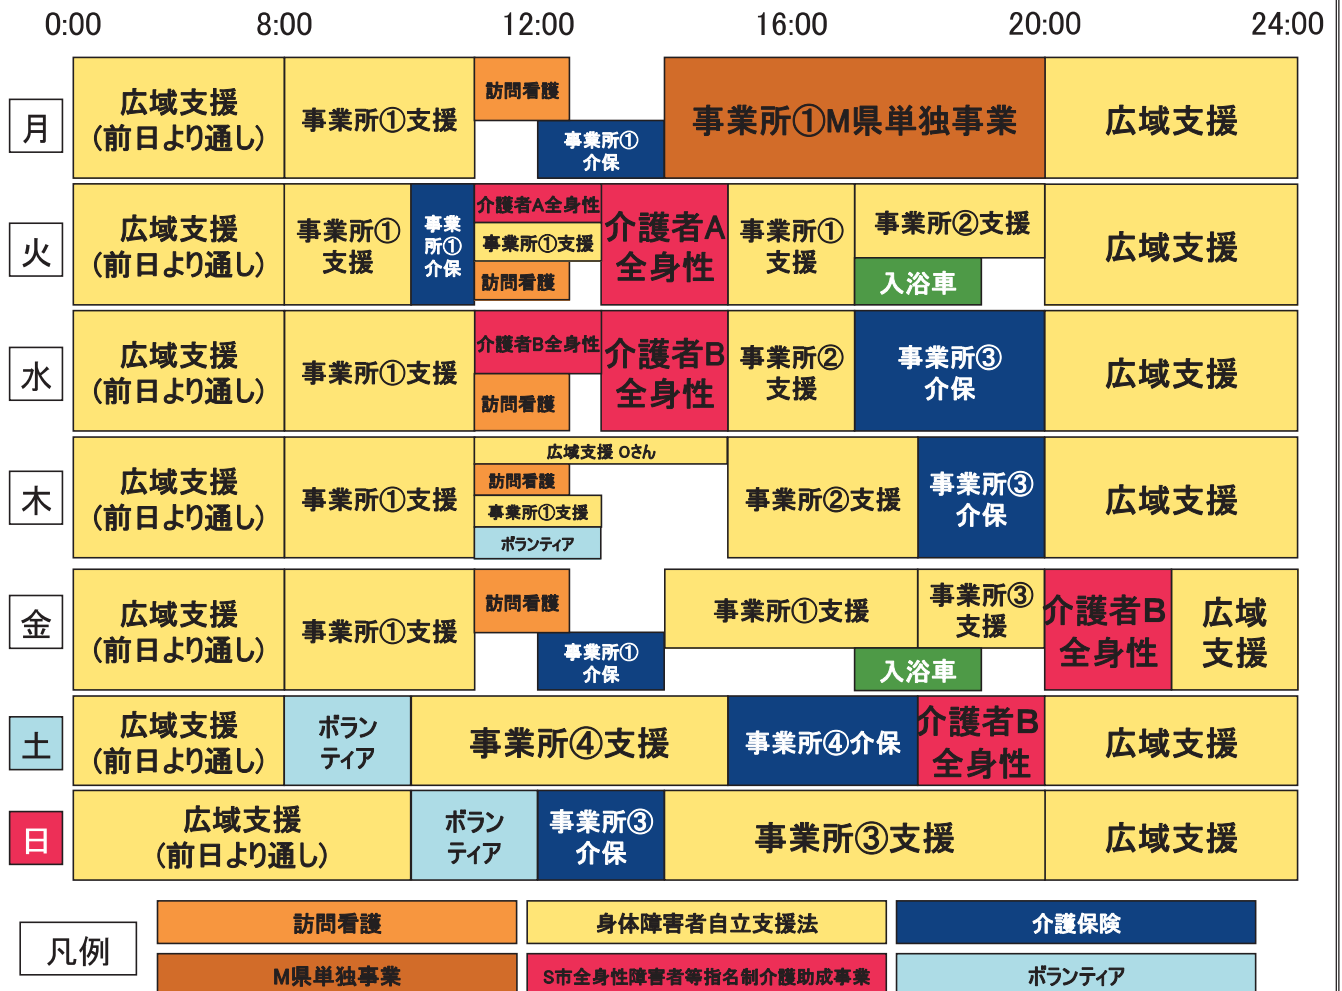 0:00 8:00 12:00 16:00 20:00 24:00
月
広域支援
(前日より通し)
事業所①支援
訪問看護
事業所①
介保
事業所①M県単独事業
広域支援
火
広域支援
(前日より通し)
事業所①
支援
事業
所①
介保
介護者A全身性
事業所①支援
訪問看護
介護者A
全身性
事業所①
支援
事業所②支援
入浴車
広域支援
水
広域支援
(前日より通し)
事業所①支援
介護者B全身性
訪問看護
介護者B
全身性
事業所②
支援
事業所③
介保
広域支援
木
広域支援
(前日より通し)
事業所①支援
広域支援 Oさん
訪問看護
事業所①支援
ボランティア
事業所②支援
事業所③
介保
広域支援
金
広域支援
(前日より通し)
事業所①支援
訪問看護
事業所①
介保
事業所①支援
事業所③
支援
入浴車
介護者B
全身性
広域
支援
土
広域支援
(前日より通し)
ボラン
ティア
事業所④支援
事業所④介保
介護者B
全身性
広域支援
日
広域支援
(前日より通し)
ボラン
ティア
事業所③
介保
事業所③支援
広域支援
凡例
訪問看護
身体障害者自立支援法
介護保険
M県単独事業
S市全身性障害者等指名制介護助成事業
ボランティア